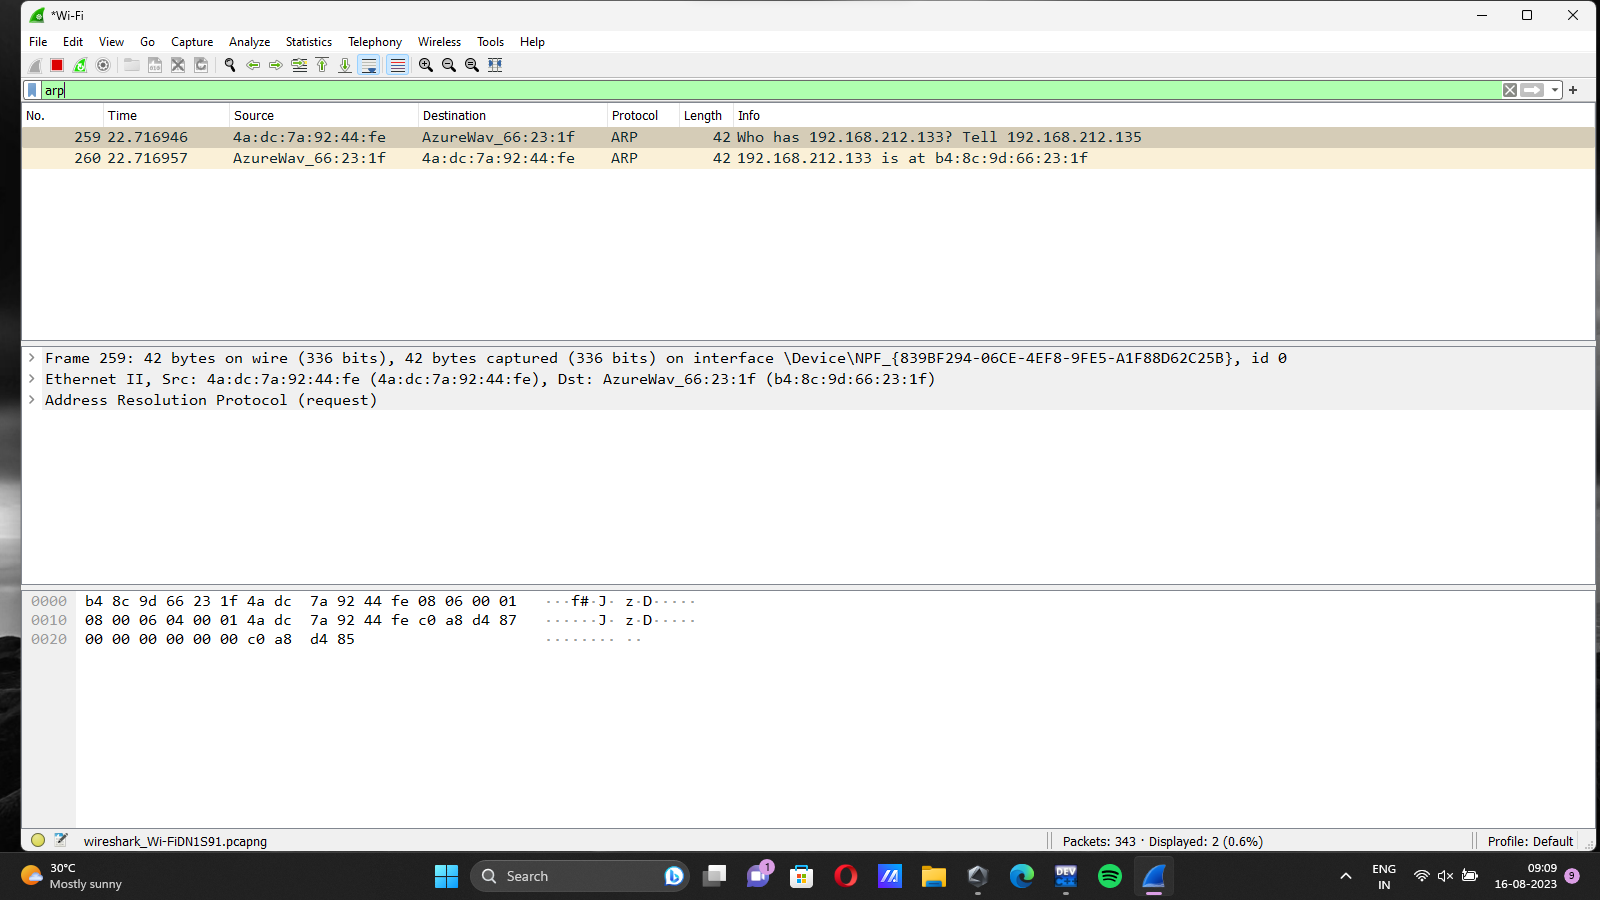 *Wi-Fi
File Edit View Go Capture Analyze Statistics Telephony Wireless Tools Help
arp
No. Time Source Destination Protocol Length Info
259 22.716946 4a:dc:7a:92:44:fe AzureWav_66:23:1f ARP 42 Who has 192.168.212.133? Tell 192.168.212.135
260 22.716957 AzureWav_66:23:1f 4a:dc:7a:92:44:fe ARP 42 192.168.212.133 is at b4:8c:9d:66:23:1f
Frame 259: 42 bytes on wire (336 bits), 42 bytes captured (336 bits) on interface \Device\NPF_{839BF294-06CE-4EF8-9FE5-A1F88D62C25B}, id 0
Ethernet II, Src: 4a:dc:7a:92:44:fe (4a:dc:7a:92:44:fe), Dst: AzureWav_66:23:1f (b4:8c:9d:66:23:1f)
Address Resolution Protocol (request)
0000 b4 8c 9d 66 23 1f 4a dc 7a 92 44 fe 08 06 00 01 ···f#·J· z·D·····
0010 08 00 06 04 00 01 4a dc 7a 92 44 fe c0 a8 d4 87 ······J· z·D·····
0020 00 00 00 00 00 00 c0 a8 d4 85 ········ ··
wireshark_Wi-FiDN1S91.pcapng Packets: 343 · Displayed: 2 (0.6%) Profile: Default
30°C
Mostly sunny
Search
1
DEV
ENG
IN
09:09
16-08-2023
9